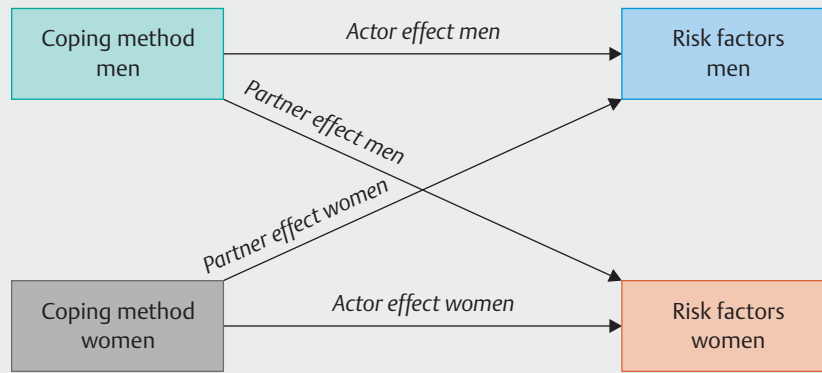 Coping method
men
Actor effect men
Risk factors
men
Partner effect men
Partner effect women
Coping method
women
Actor effect women
Risk factors
women